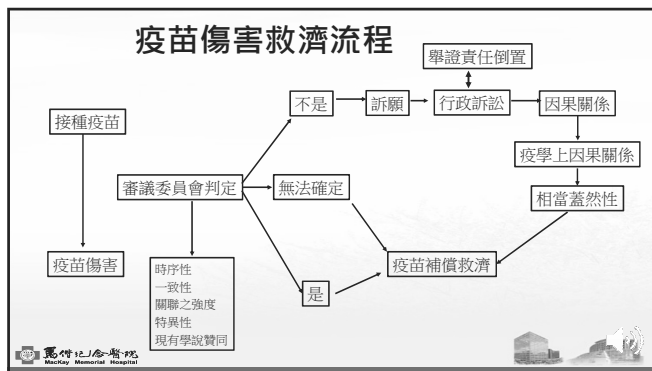 疫苗傷害救濟流程
舉證責任倒置
不是
訴願
行政訴訟
因果關係
接種疫苗
疫學上因果關係
審議委員會判定
無法確定
相當蓋然性
疫苗傷害
時序性
一致性
關聯之強度
特異性
現有學說贊同
是
疫苗補償救濟
馬偕紀念醫院
MacKay Memorial Hospital